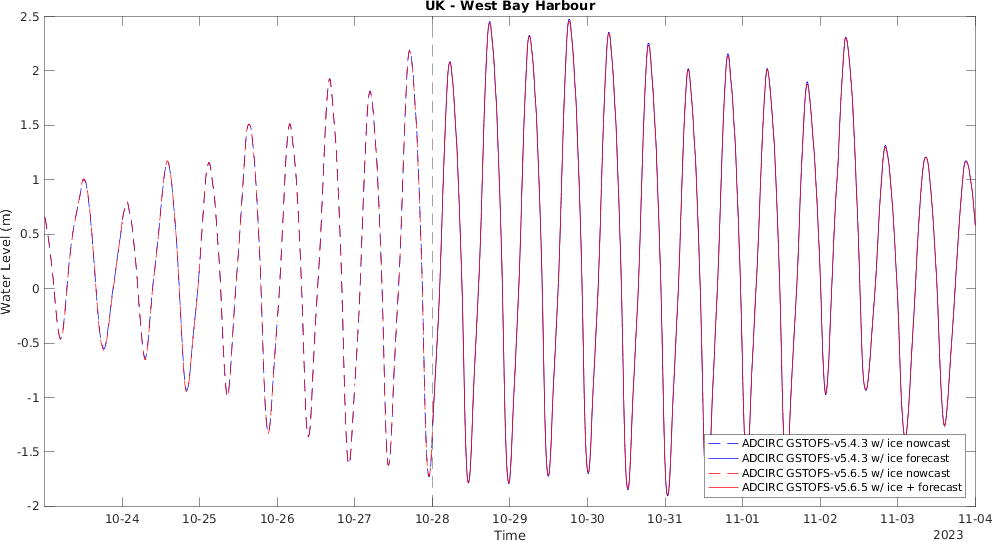 UK - West Bay Harbour
2.5
2
1.5
1
0.5
0
-0.5
-1
-1.5
-2
Water Level (m)
10-24 10-25 10-26 10-27 10-28 10-29 10-30 10-31 11-01 11-02 11-03 11-04
Time
2023
ADCIRC GSTOFS-v5.4.3 w/ ice nowcast
ADCIRC GSTOFS-v5.4.3 w/ ice forecast
ADCIRC GSTOFS-v5.6.5 w/ ice nowcast
ADCIRC GSTOFS-v5.6.5 w/ ice + forecast